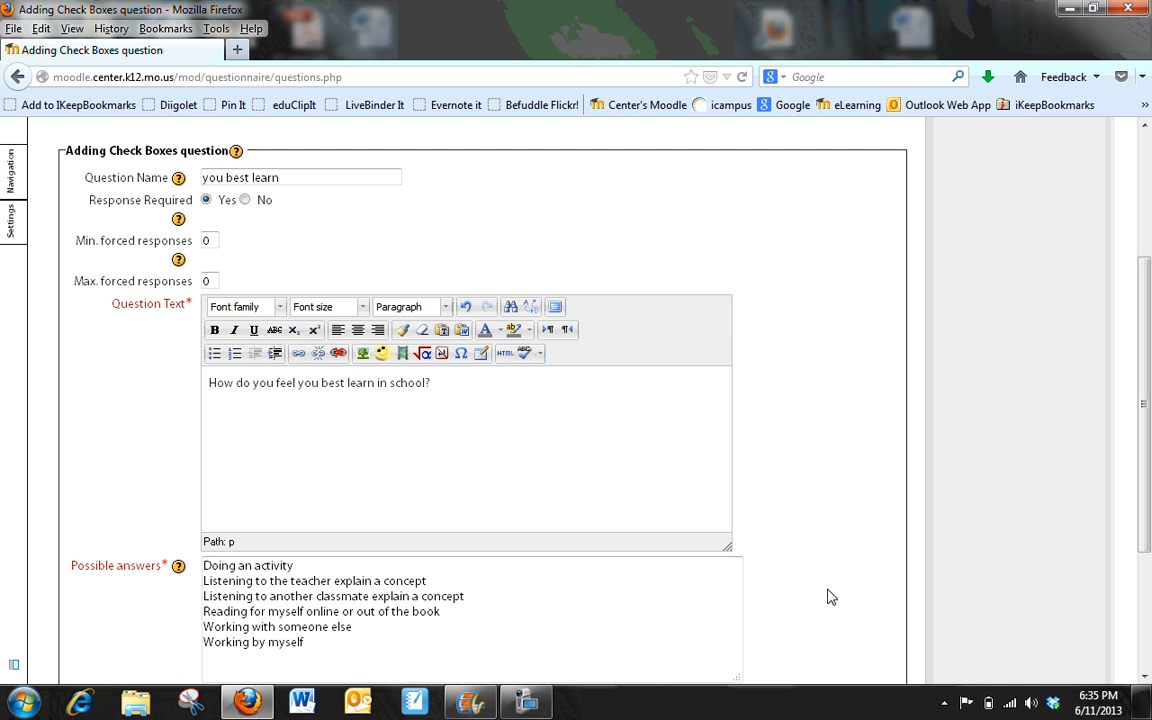 Adding Check Boxes question - Mozilla Firefox
File Edit View History Bookmarks Tools Help
Adding Check Boxes question +
moodle.center.k12.mo.us/mod/questionnaire/questions.php Google Feedback
Add to IKeepBookmarks Diigolet Pin It eduClipIt LiveBinder It Evernote it Befuddle Flickr! Center's Moodle icampus Google eLearning Outlook Web App iKeepBookmarks »
Navigation
Settings
Adding Check Boxes question
Question Name you best learn
Response Required Yes No
Min. forced responses 0
Max. forced responses 0
Question Text*
Font family Font size Paragraph
B I U ABC X₂ X² A ab
HTML ABC
How do you feel you best learn in school?
Path: p
Possible answers*
Doing an activity
Listening to the teacher explain a concept
Listening to another classmate explain a concept
Reading for myself online or out of the book
Working with someone else
Working by myself
6:35 PM
6/11/2013